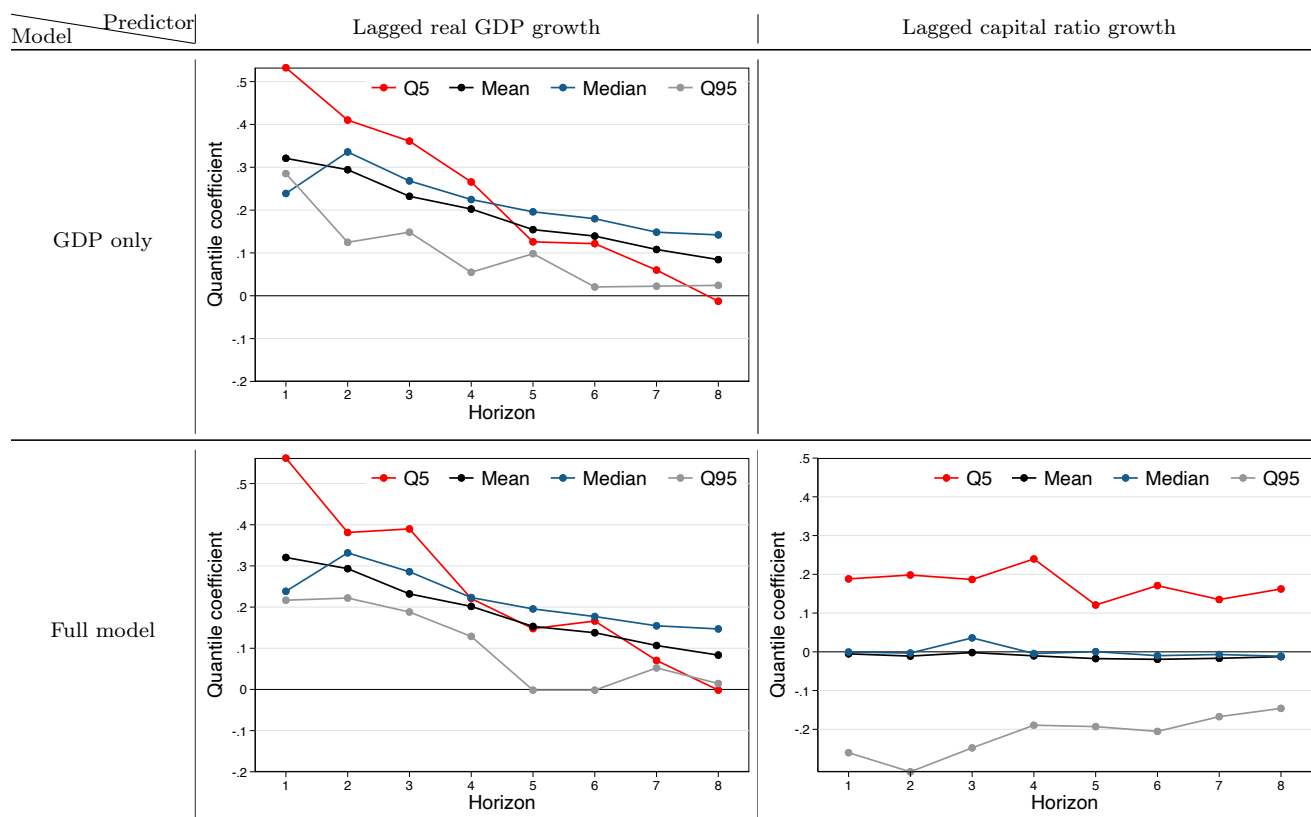 Predictor
Model
Lagged real GDP growth
Lagged capital ratio growth
GDP only
Q5 Mean Median Q95
Quantile coefficient
.5
.4
.3
.2
.1
0
-.1
-.2
1 2 3 4 5 6 7 8
Horizon
Full model
Q5 Mean Median Q95
Quantile coefficient
.5
.4
.3
.2
.1
0
-.1
-.2
1 2 3 4 5 6 7 8
Horizon
Q5 Mean Median Q95
Quantile coefficient
.5
.4
.3
.2
.1
0
-.1
-.2
1 2 3 4 5 6 7 8
Horizon